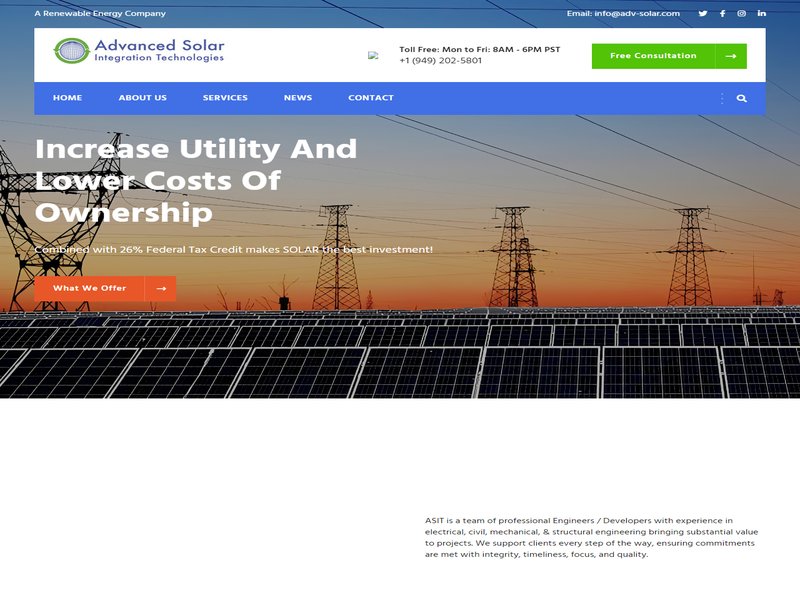 A Renewable Energy Company
Email: info@adv-solar.com
Advanced Solar
Integration Technologies
Toll Free: Mon to Fri: 8AM - 6PM PST
+1 (949) 202-5801
Free Consultation
HOME ABOUT US SERVICES NEWS CONTACT
Increase Utility And
Lower Costs Of
Ownership
Combined with 26% Federal Tax Credit makes SOLAR the best investment!
What We Offer
ASIT is a team of professional Engineers / Developers with experience in
electrical, civil, mechanical, & structural engineering bringing substantial value
to projects. We support clients every step of the way, ensuring commitments
are met with integrity, timeliness, focus, and quality.